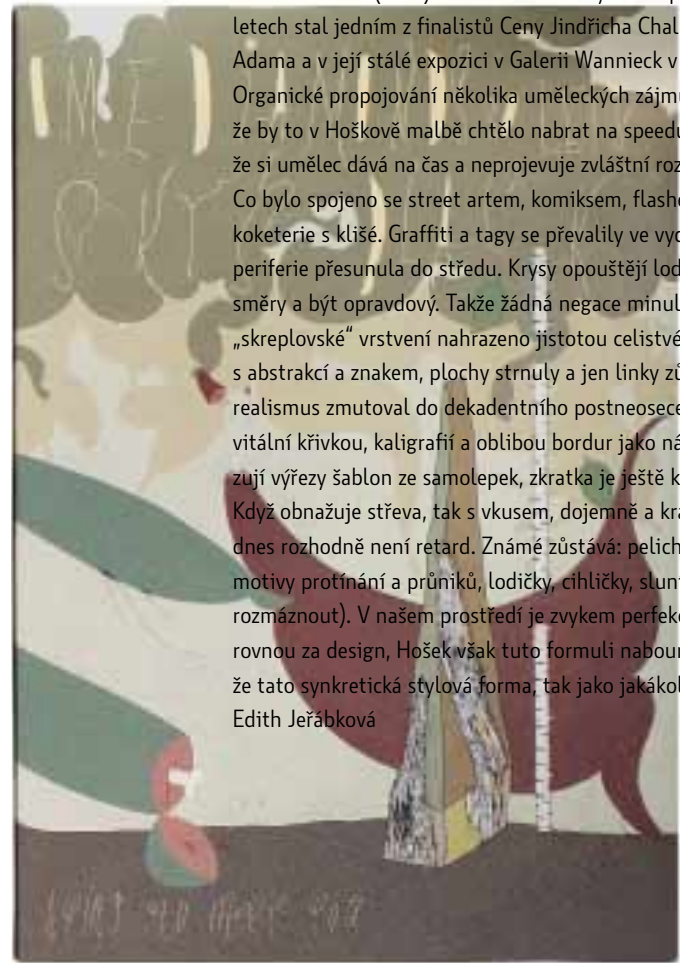 letech stal jedním z finalistů Ceny Jindřicha Chal
Adama a v její stálé expozici v Galerii Wannieck v
Organické propojování několika uměleckých zájmů
že by to v Hoškově malbě chtělo nabrat na speedu
že si umělec dává na čas a neprojevuje zvláštní roz
Co bylo spojeno se street artem, komiksem, flash
koketerie s klišé. Graffiti a tagy se převalily ve vyc
periferie přesunula do středu. Krysy opouštějí lod
směry a být opravdový. Takže žádná negace minul
„skreplovské“ vrstvení nahrazeno jistotou celistvé
s abstrakcí a znakem, plochy strnuly a jen linky zů
realismus zmutoval do dekadentního postneosece
vitální křivkou, kaligrafií a oblibou bordur jako ná
zují výřezy šablon ze samolepek, zkratka je ještě k
Když obnažuje střeva, tak s vkusem, dojemně a kra
dnes rozhodně není retard. Známé zůstává: pelich
motivy protínání a průniků, lodičky, cihličky, slun
rozmáznout). V našem prostředí je zvykem perfek
rovnou za design, Hošek však tuto formuli nabour
že tato synkretická stylová forma, tak jako jakákol
Edith Jeřábková